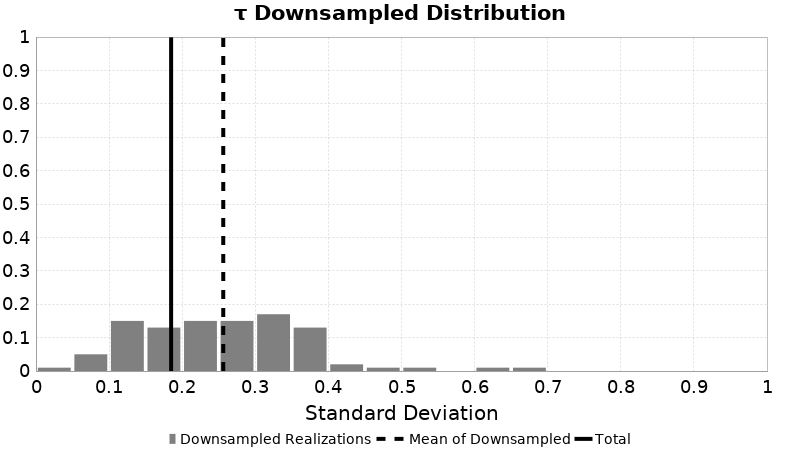 τ Downsampled Distribution
1
0.9
0.8
0.7
0.6
0.5
0.4
0.3
0.2
0.1
0
0 0.1 0.2 0.3 0.4 0.5 0.6 0.7 0.8 0.9 1
Standard Deviation
Downsampled Realizations Mean of Downsampled Total